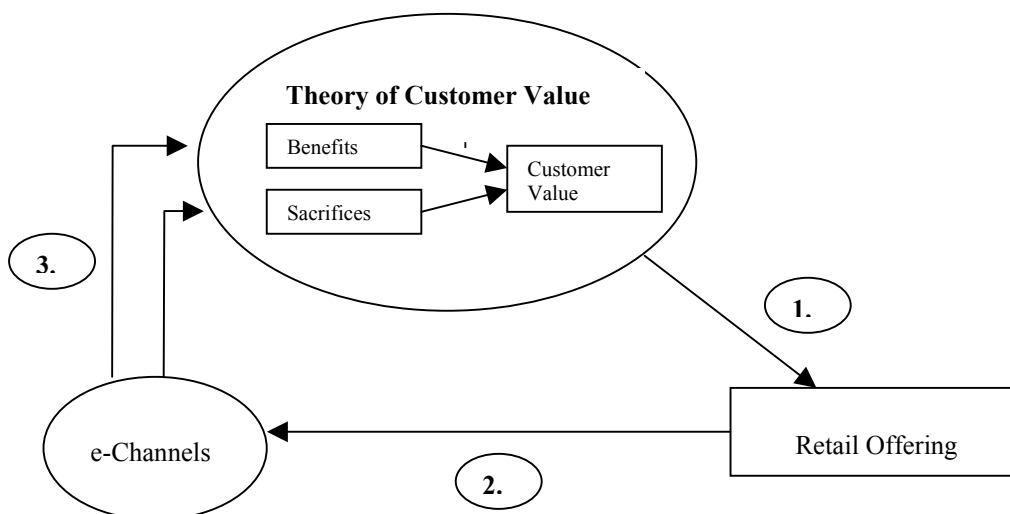 Theory of Customer Value
Benefits
Customer
Value
Sacrifices
3.
1.
e-Channels
Retail Offering
2.